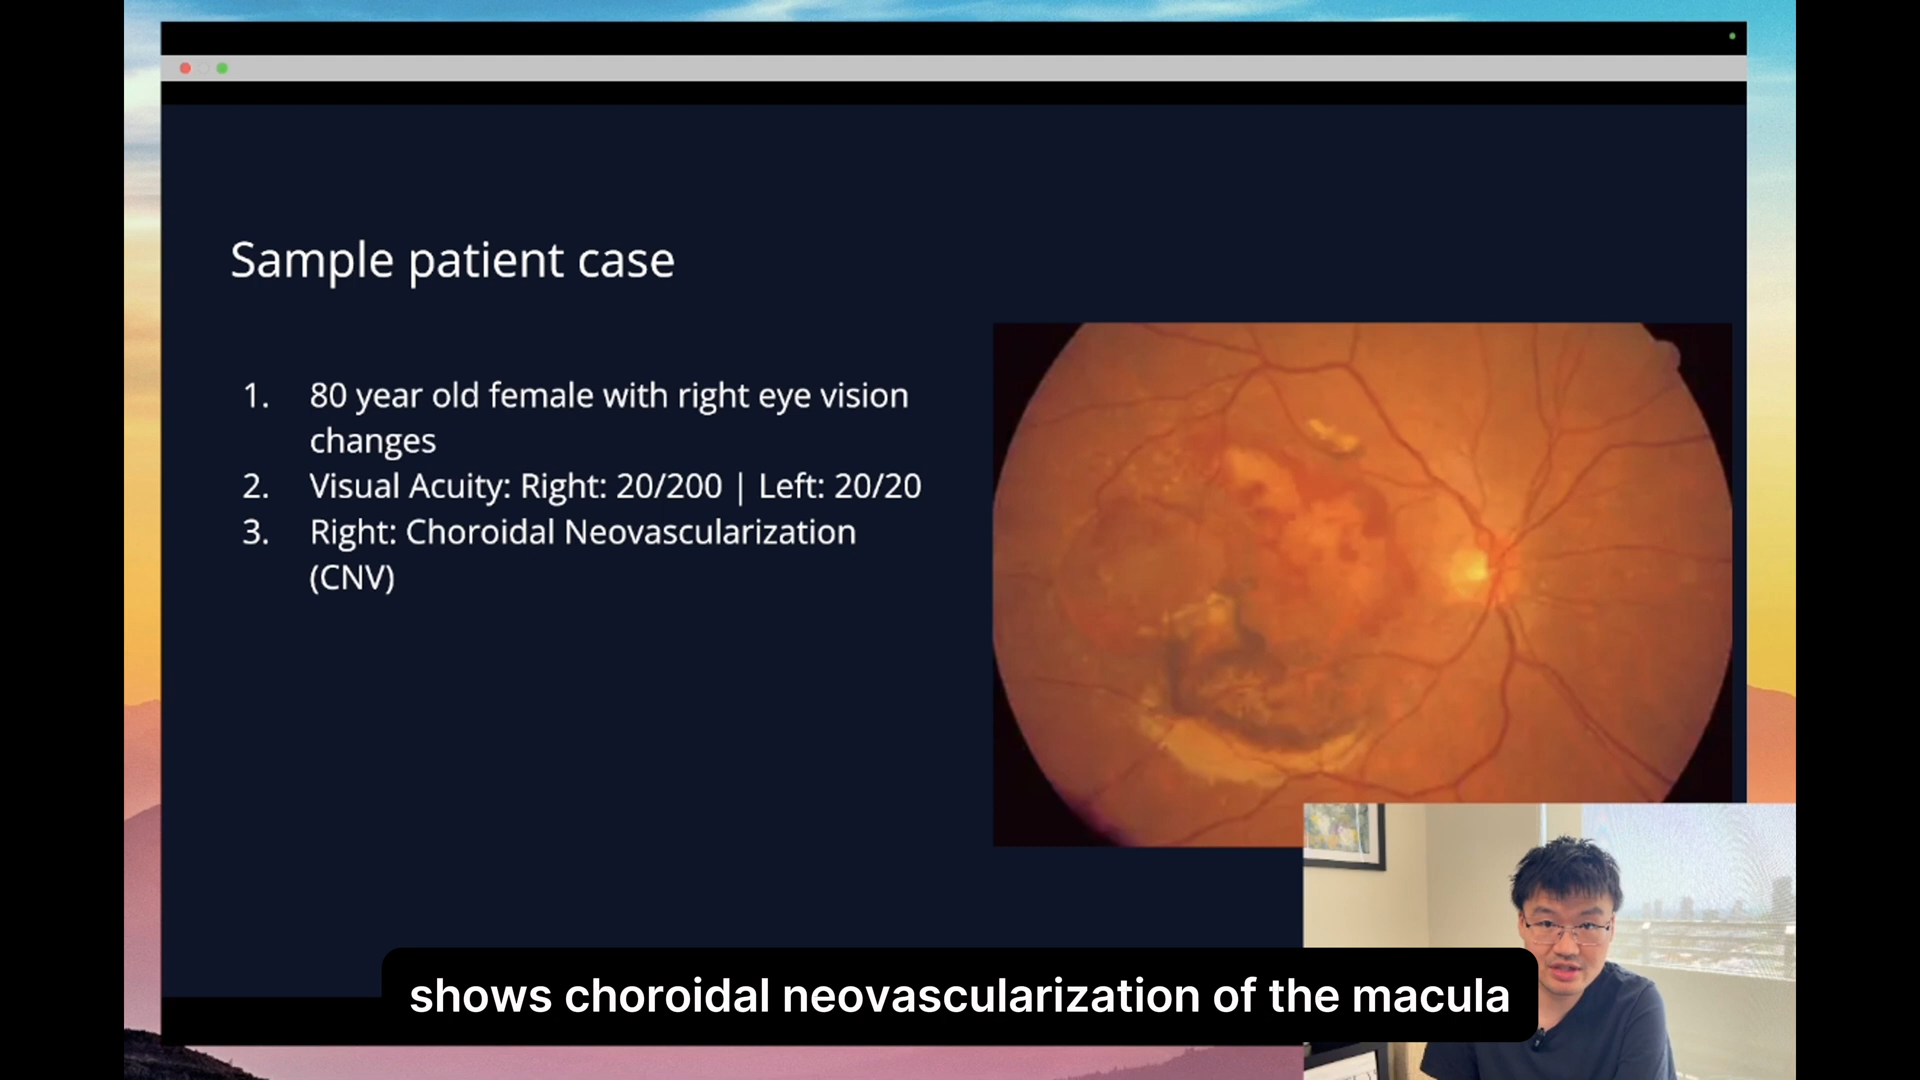 Sample patient case
1. 80 year old female with right eye vision
changes
2. Visual Acuity: Right: 20/200 | Left: 20/20
3. Right: Choroidal Neovascularization
(CNV)
shows choroidal neovascularization of the macula